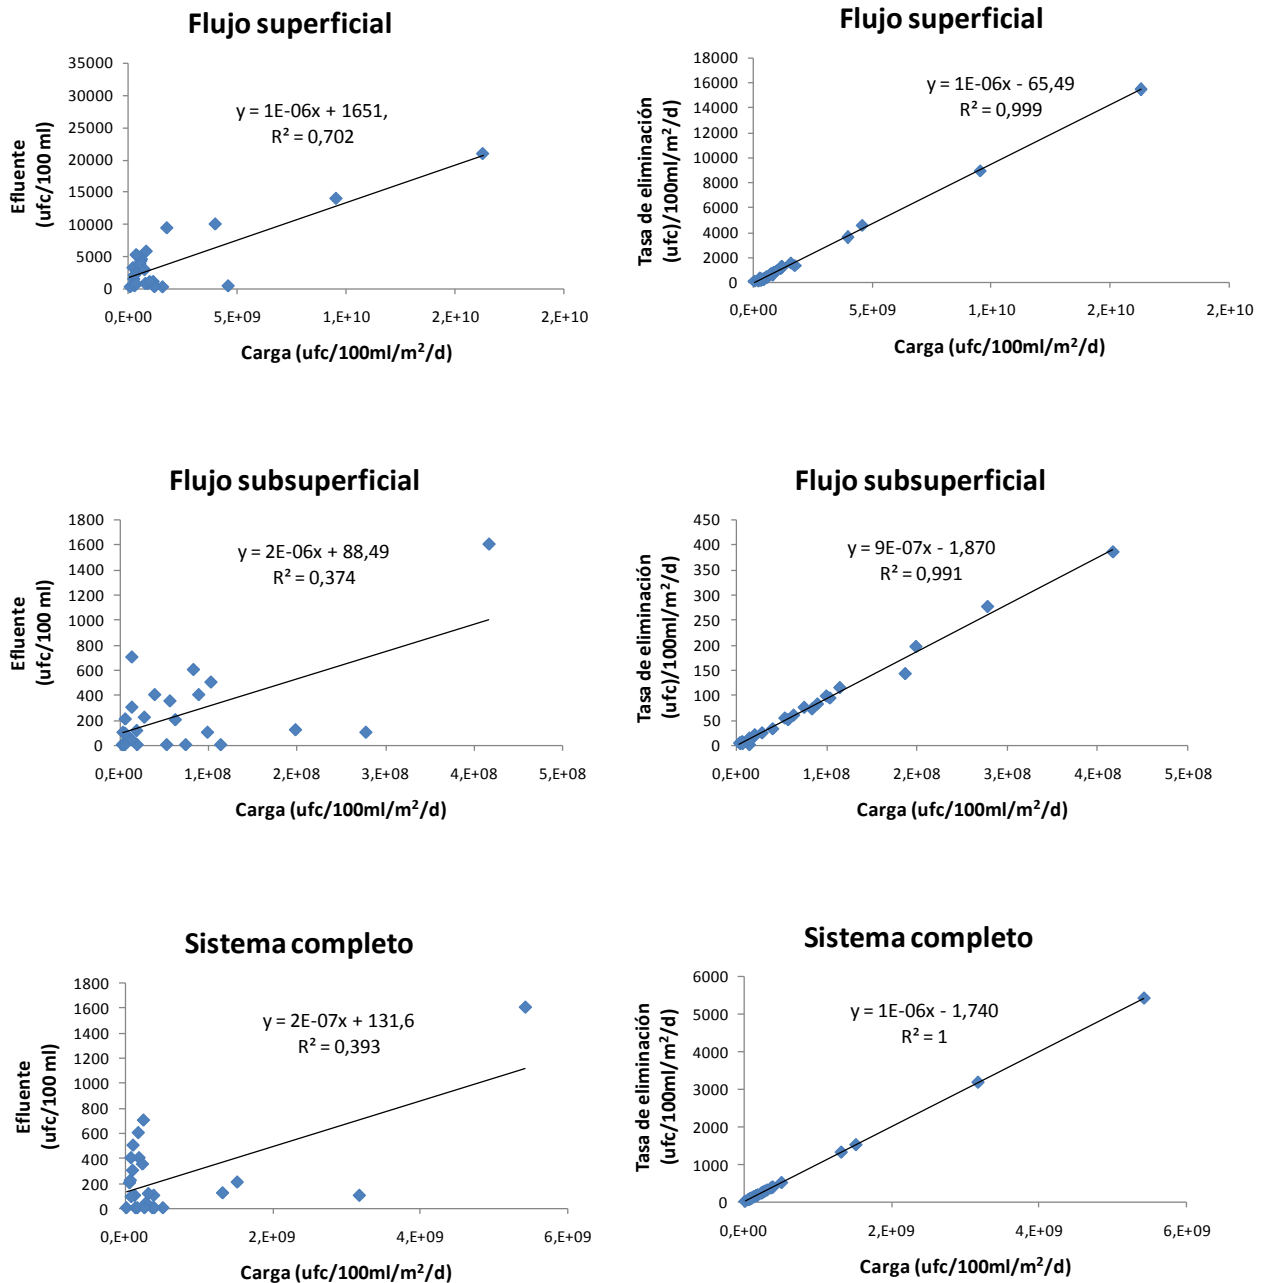 Flujo superficial
35000
30000
25000
20000
15000
10000
5000
0
y = 1E-06x + 1651,
R² = 0,702
Efluente
(ufc/100 ml)
0,E+00 5,E+09 1,E+10 2,E+10 2,E+10
Carga (ufc/100ml/m²/d)
Flujo superficial
18000
16000
14000
12000
10000
8000
6000
4000
2000
0
y = 1E-06x - 65,49
R² = 0,999
Tasa de eliminación
(ufc)/100ml/m²/d)
0,E+00 5,E+09 1,E+10 2,E+10 2,E+10
Carga (ufc/100ml/m²/d)
Flujo subsuperficial
1800
1600
1400
1200
1000
800
600
400
200
0
y = 2E-06x + 88,49
R² = 0,374
Efluente
(ufc/100 ml)
0,E+00 1,E+08 2,E+08 3,E+08 4,E+08 5,E+08
Carga (ufc/100ml/m²/d)
Flujo subsuperficial
450
400
350
300
250
200
150
100
50
0
y = 9E-07x - 1,870
R² = 0,991
Tasa de eliminación
(ufc)/100ml/m²/d)
0,E+00 1,E+08 2,E+08 3,E+08 4,E+08 5,E+08
Carga (ufc/100ml/m²/d)
Sistema completo
1800
1600
1400
1200
1000
800
600
400
200
0
y = 2E-07x + 131,6
R² = 0,393
Efluente
(ufc/100 ml)
0,E+00 2,E+09 4,E+09 6,E+09
Carga (ufc/100ml/m²/d)
Sistema completo
6000
5000
4000
3000
2000
1000
0
y = 1E-06x - 1,740
R² = 1
Tasa de eliminación
(ufc/100ml/m²/d)
0,E+00 2,E+09 4,E+09 6,E+09
Carga (ufc/100ml/m²/d)